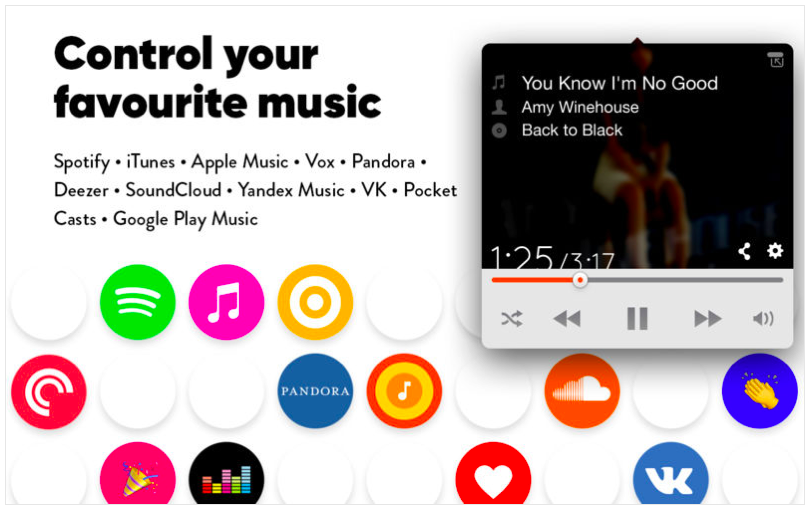 Control your
favourite music
Spotify • iTunes • Apple Music • Vox • Pandora •
Deezer • SoundCloud • Yandex Music • VK • Pocket
Casts • Google Play Music
You Know I'm No Good
Amy Winehouse
Back to Black
1:25/3:17
PANDORA
VK